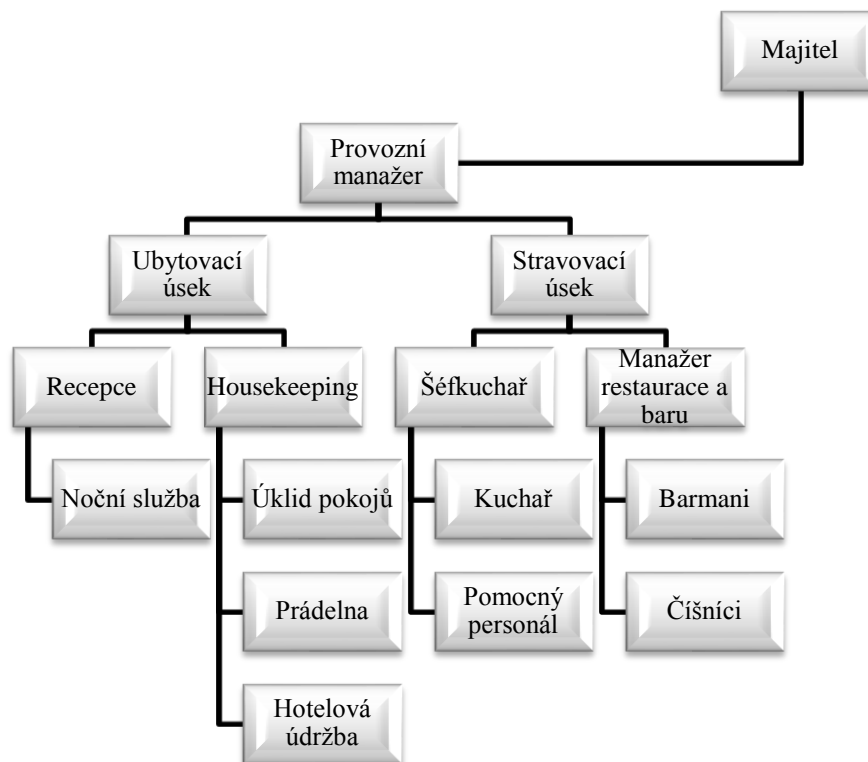 Majitel
Provozní
manažer
Ubytovací
úsek
Stravovací
úsek
Recepce
Housekeeping
Šéfkuchař
Manažer
restaurace a
baru
Noční služba
Úklid pokojů
Kuchař
Barmani
Prádelna
Pomocný
personál
Číšníci
Hotelová
údržba